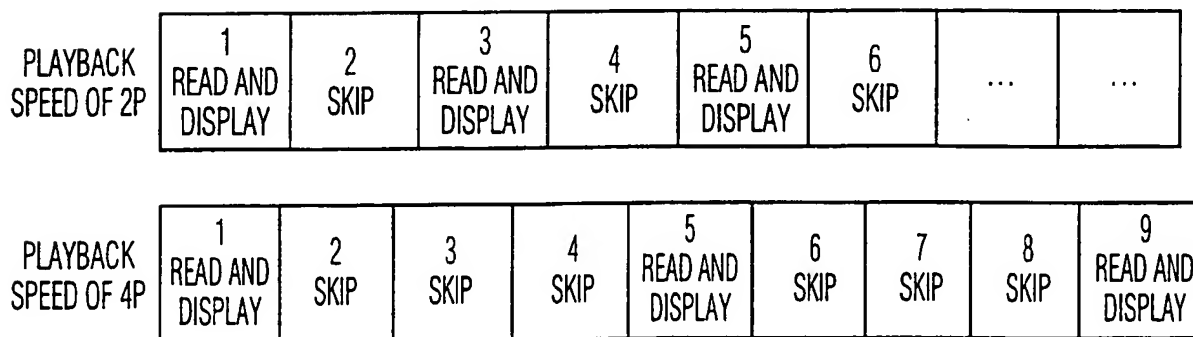 PLAYBACK
SPEED OF 2P
1
READ AND
DISPLAY
2
SKIP
3
READ AND
DISPLAY
4
SKIP
5
READ AND
DISPLAY
6
SKIP
...
...
PLAYBACK
SPEED OF 4P
1
READ AND
DISPLAY
2
SKIP
3
SKIP
4
SKIP
5
READ AND
DISPLAY
6
SKIP
7
SKIP
8
SKIP
9
READ AND
DISPLAY